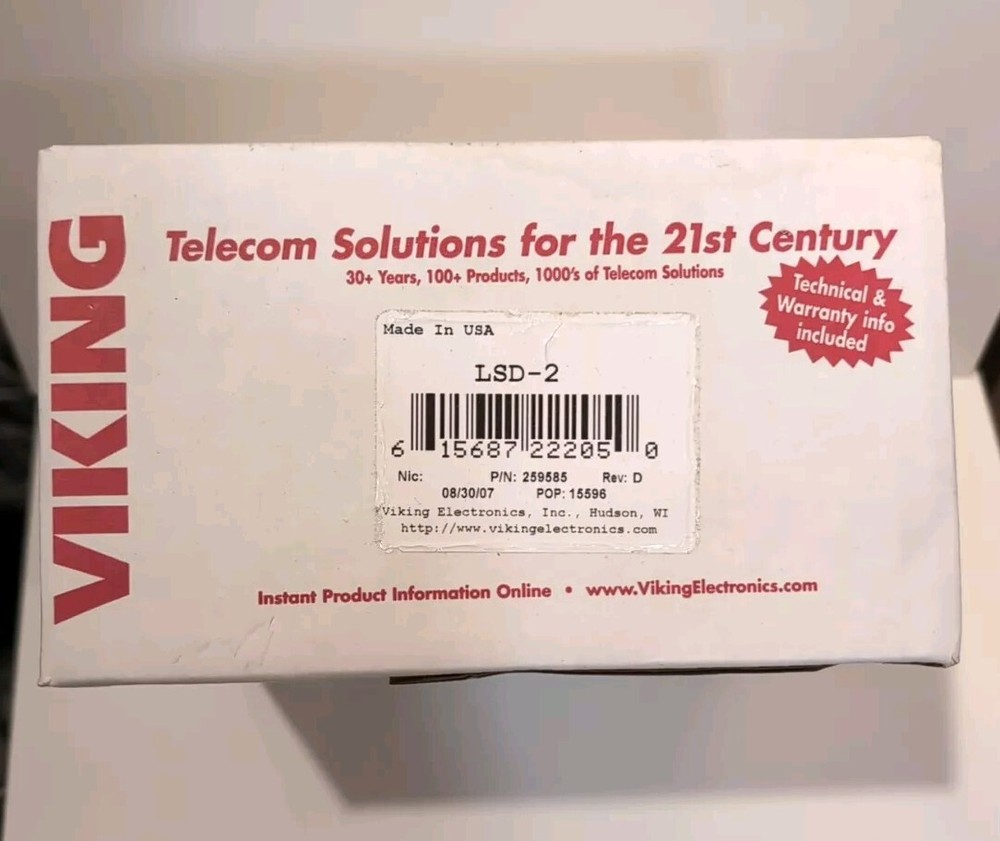 VIKING
Telecom Solutions for the 21st Century
30+ Years, 100+ Products, 1000's of Telecom Solutions
Technical &
Warranty info
included
Made In USA
LSD-2
6 15687 22205 0
Nic: P/N: 259585 Rev: D
08/30/07 POP: 15596
Viking Electronics, Inc., Hudson, WI
http://www.vikingelectronics.com
Instant Product Information Online • www.VikingElectronics.com